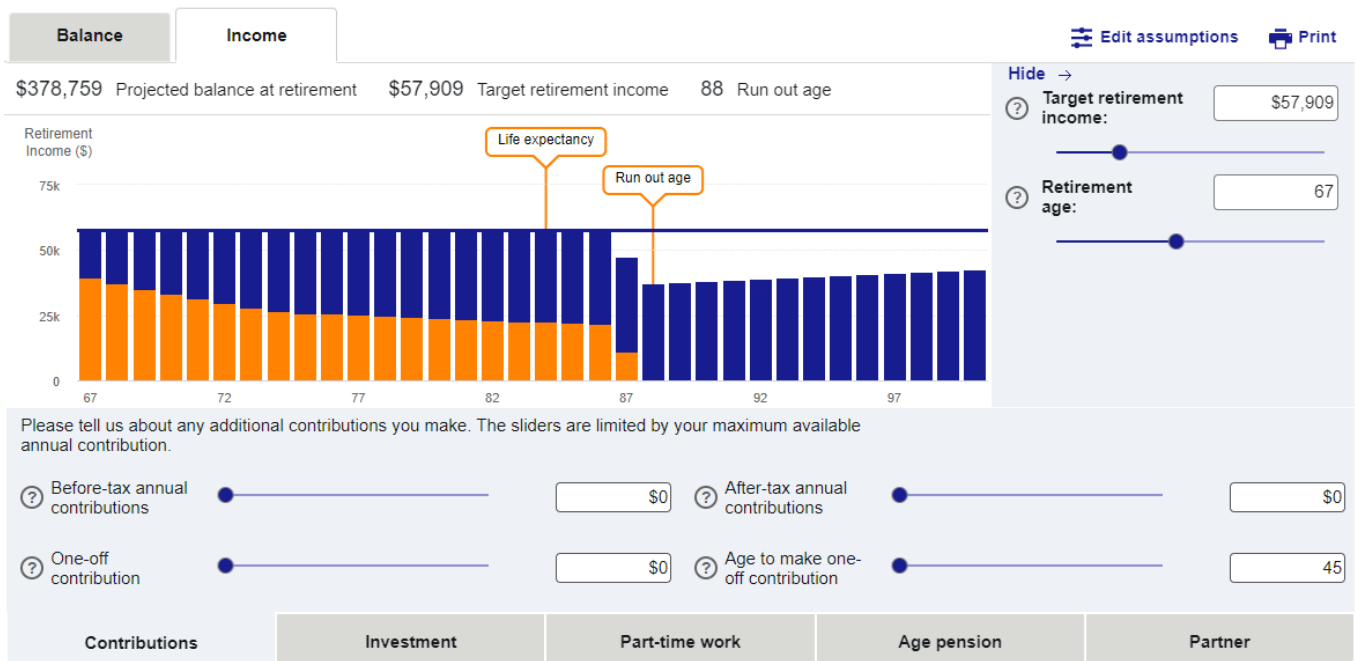 Balance
Income
Edit assumptions
Print
$378,759 Projected balance at retirement $57,909 Target retirement income 88 Run out age
Hide →
Target retirement
income:
$57,909
Retirement
age:
67
Retirement
Income ($)
Life expectancy
Run out age
75k
50k
25k
0
67 72 77 82 87 92 97
Please tell us about any additional contributions you make. The sliders are limited by your maximum available
annual contribution.
? Before-tax annual
contributions
$0
? After-tax annual
contributions
$0
? One-off
contribution
$0
? Age to make one-
off contribution
45
Contributions Investment Part-time work Age pension Partner